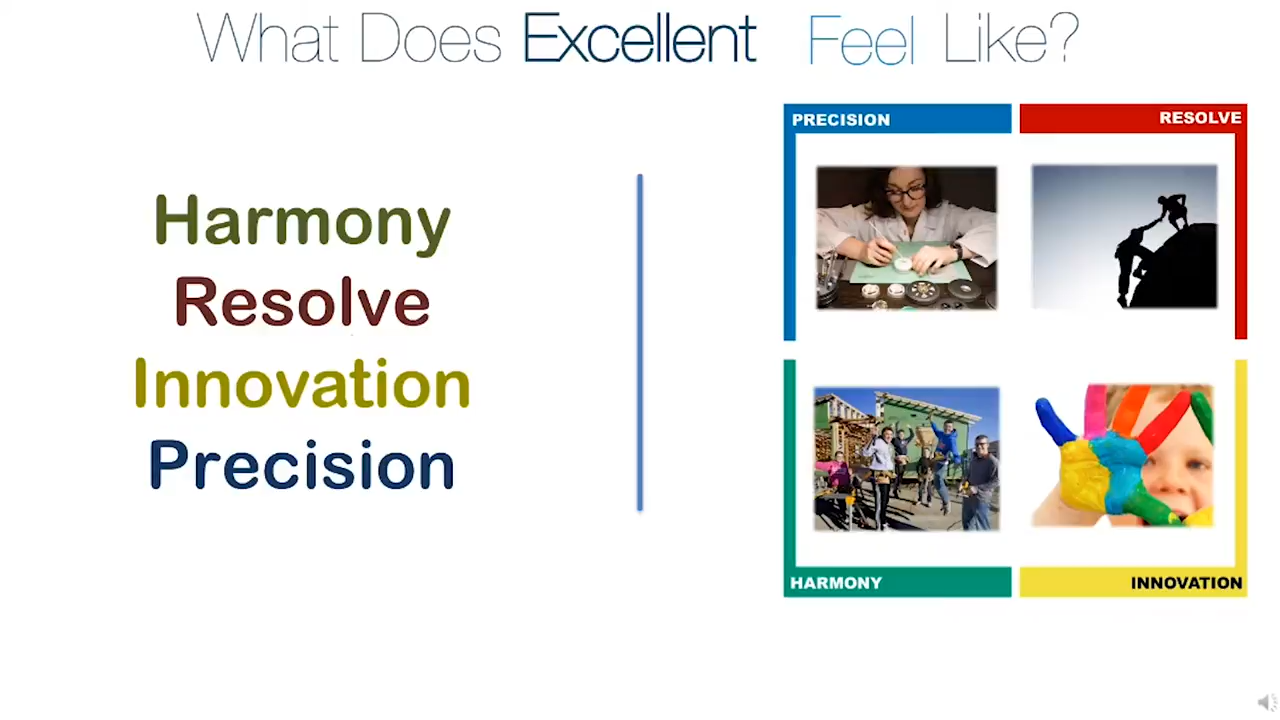 What Does Excellent Feel Like?
Harmony
Resolve
Innovation
Precision
PRECISION
RESOLVE
HARMONY
INNOVATION